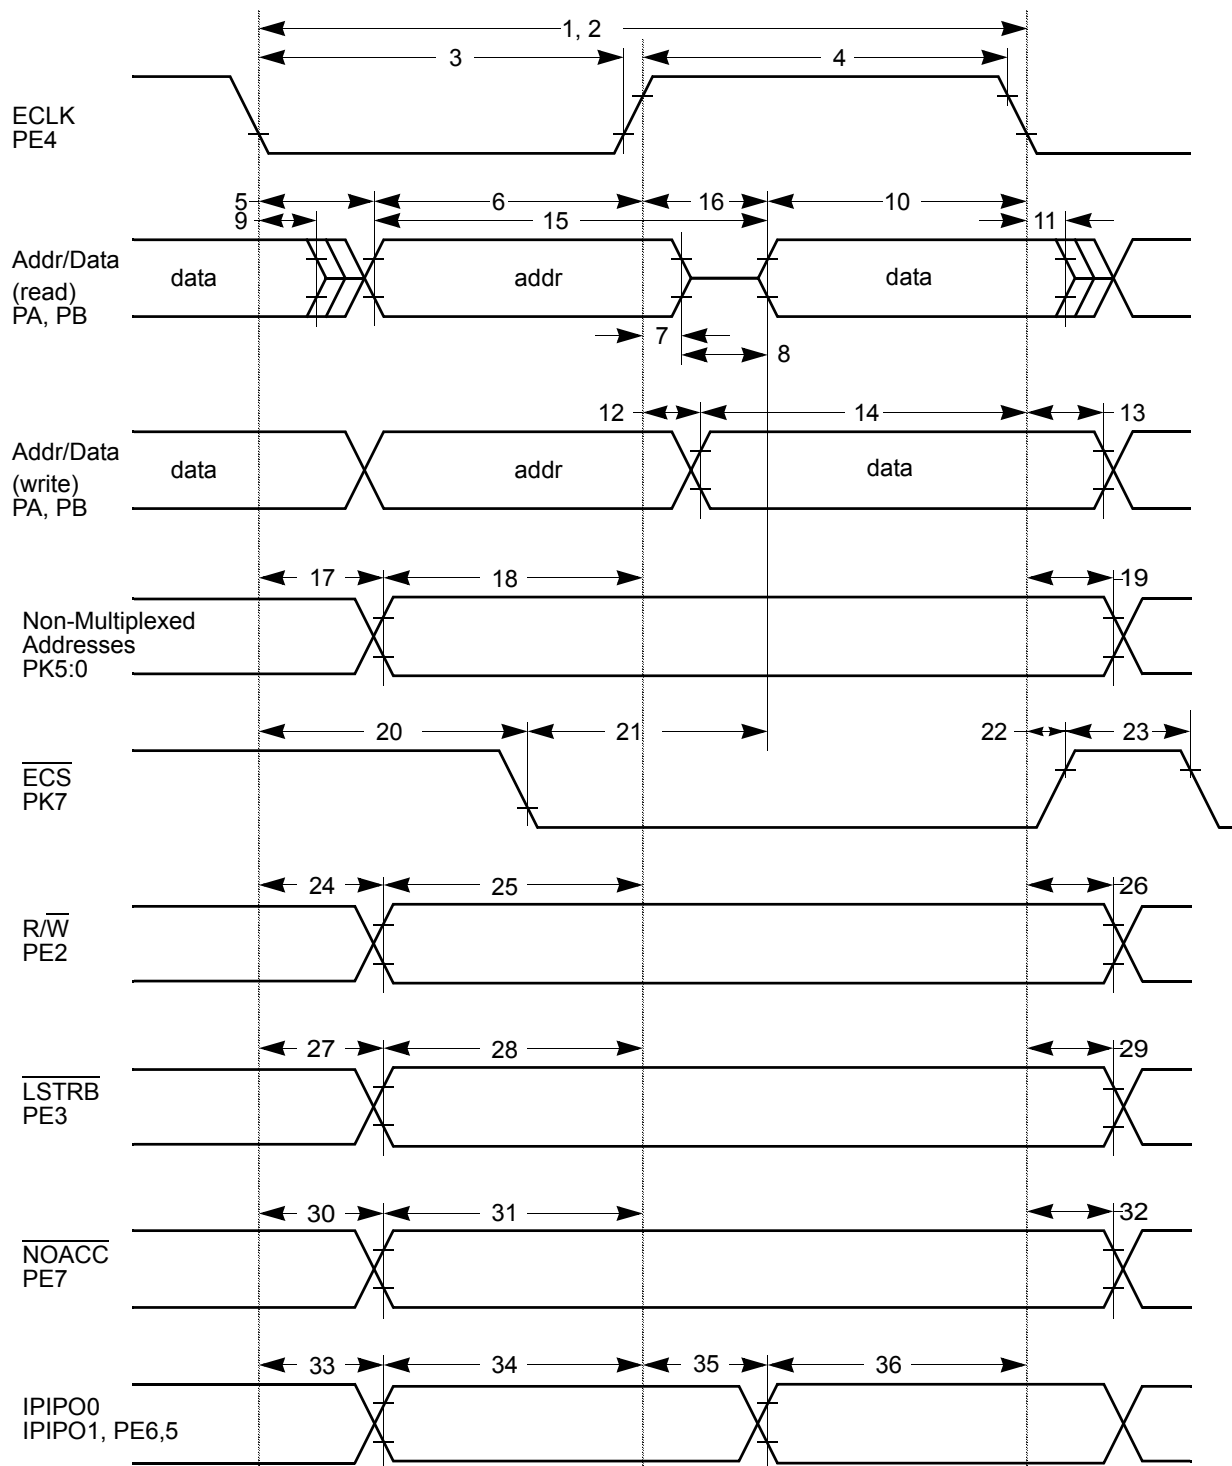 1, 2
3 4
ECLK
PE4
5 6 16 10
9 15 11
Addr/Data
(read)
PA, PB
data addr data
7
8
12 14 13
Addr/Data
(write)
PA, PB
data addr data
17 18 19
Non-Multiplexed
Addresses
PK5:0
20 21 22 23
ECS
PK7
24 25 26
R/W
PE2
27 28 29
LSTRB
PE3
30 31 32
NOACC
PE7
33 34 35 36
IPIPO0
IPIPO1, PE6,5